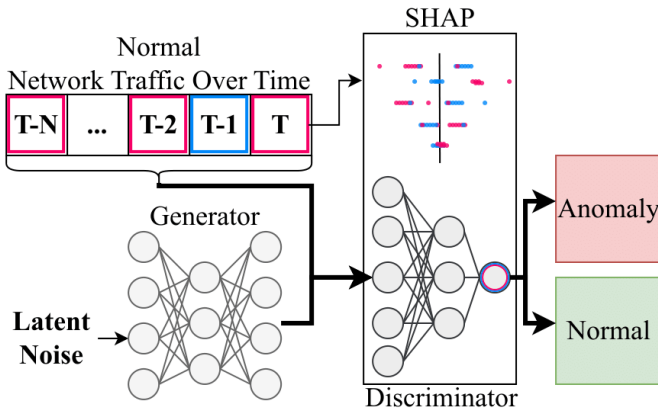 SHAP
Normal
Network Traffic Over Time
T-N ... T-2 T-1 T
Generator
Latent
Noise
Anomaly
Normal
Discriminator